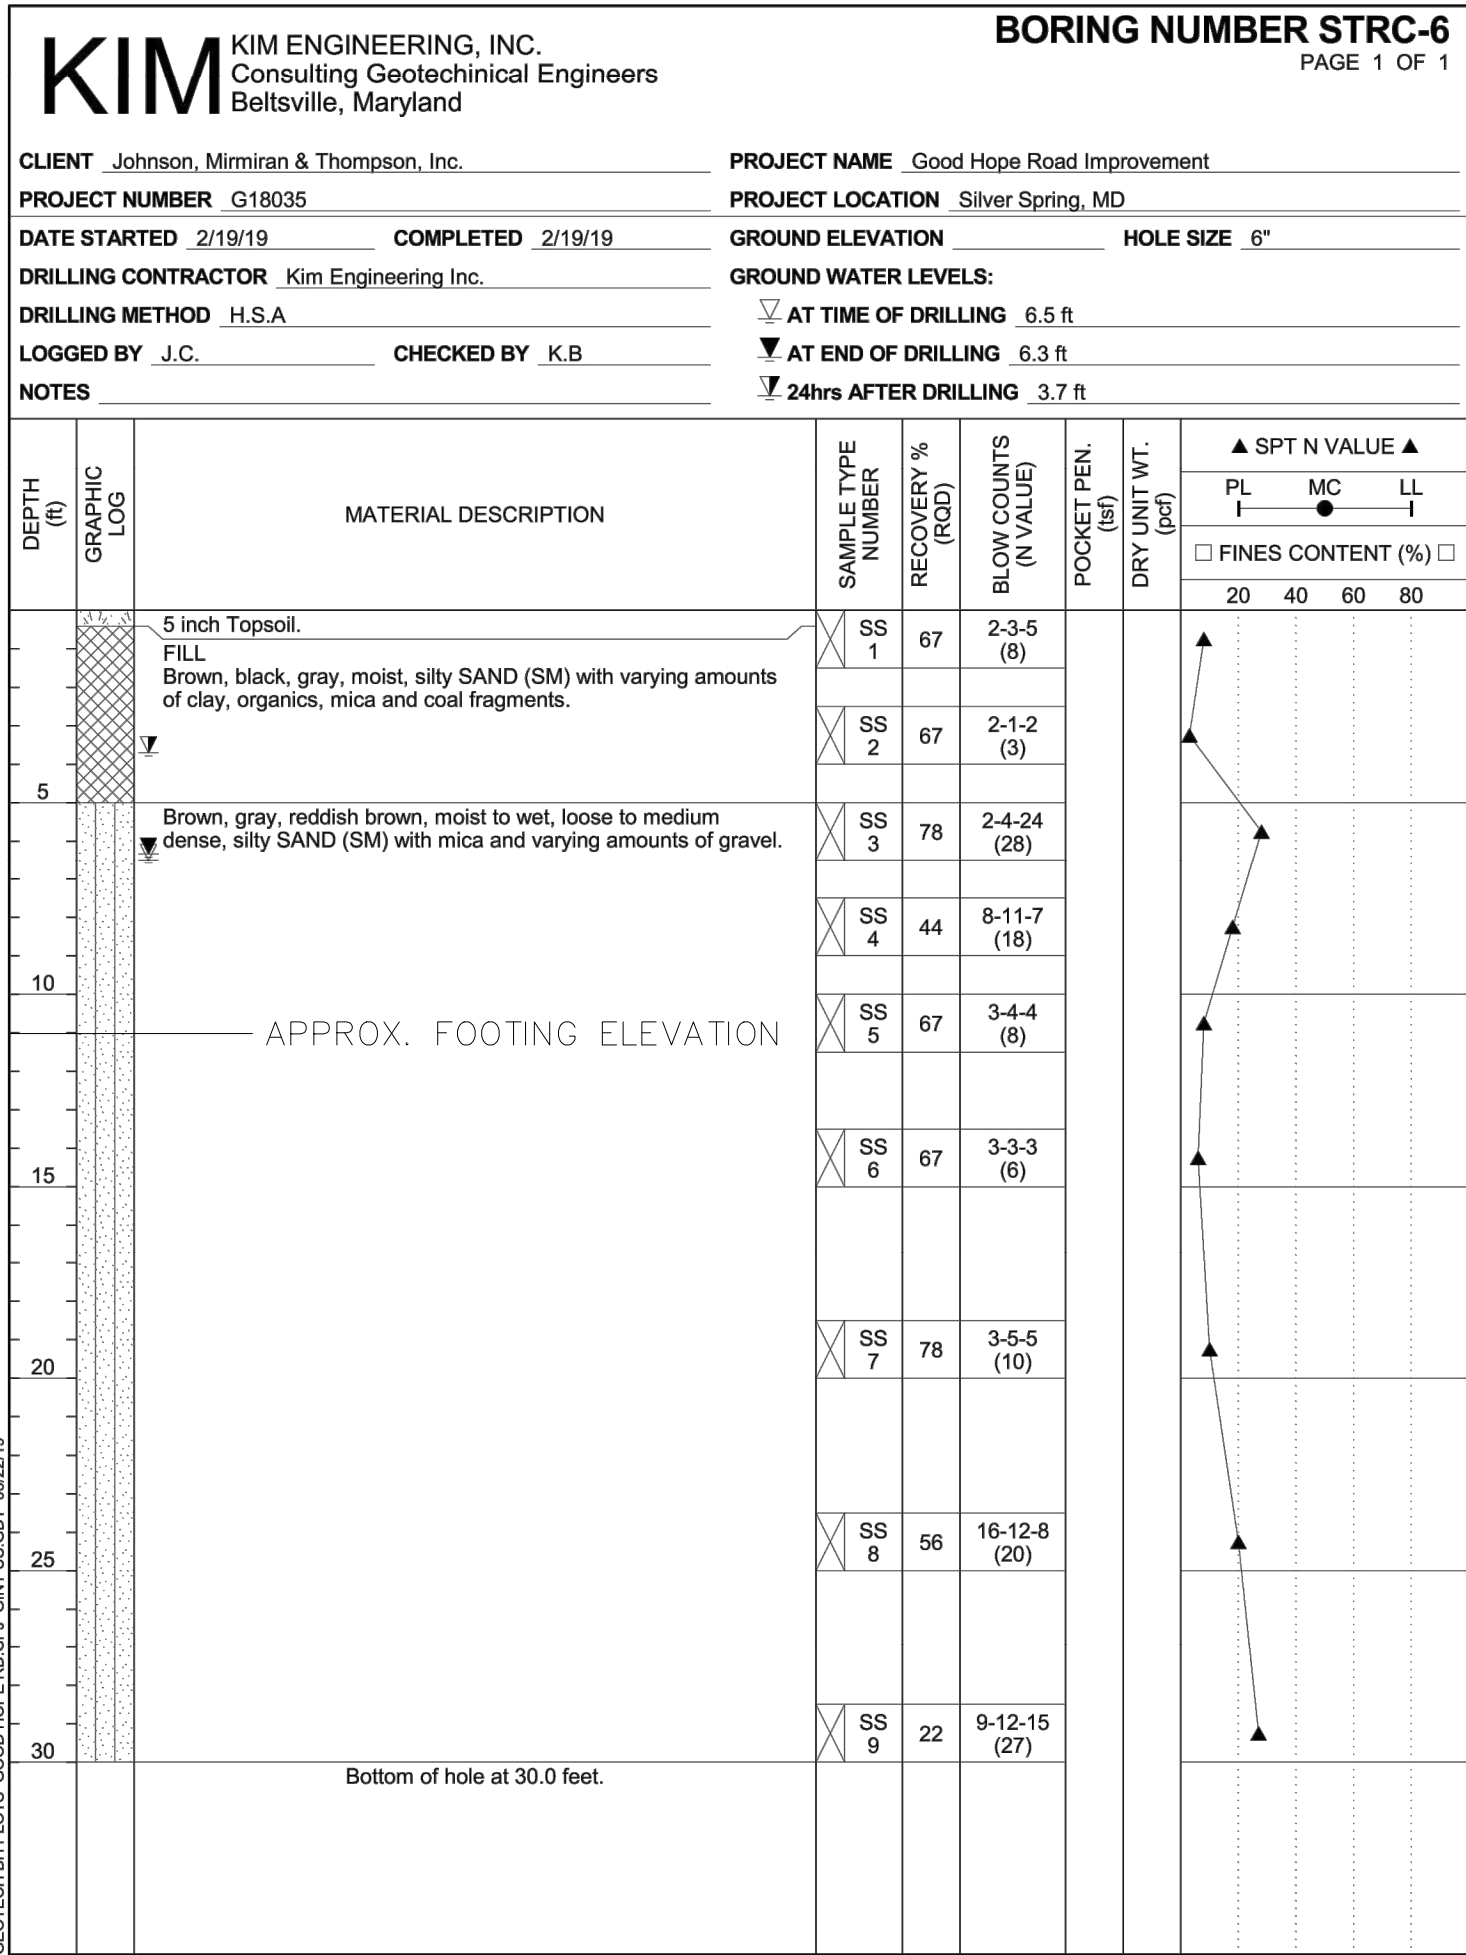 KIM
KIM ENGINEERING, INC.
Consulting Geotechinical Engineers
Beltsville, Maryland
BORING NUMBER STRC-6
PAGE 1 OF 1
CLIENT Johnson, Mirmiran & Thompson, Inc.
PROJECT NAME Good Hope Road Improvement
PROJECT NUMBER G18035
PROJECT LOCATION Silver Spring, MD
DATE STARTED 2/19/19 COMPLETED 2/19/19
GROUND ELEVATION HOLE SIZE 6"
DRILLING CONTRACTOR Kim Engineering Inc.
GROUND WATER LEVELS:
DRILLING METHOD H.S.A
AT TIME OF DRILLING 6.5 ft
LOGGED BY J.C. CHECKED BY K.B
AT END OF DRILLING 6.3 ft
NOTES
24hrs AFTER DRILLING 3.7 ft
DEPTH
(ft)
GRAPHIC
LOG
MATERIAL DESCRIPTION
SAMPLE TYPE
NUMBER
RECOVERY %
(RQD)
BLOW COUNTS
(N VALUE)
POCKET PEN.
(tsf)
DRY UNIT WT.
(pcf)
▲ SPT N VALUE ▲
PL MC LL
□ FINES CONTENT (%) □
20 40 60 80
5 inch Topsoil.
FILL
Brown, black, gray, moist, silty SAND (SM) with varying amounts
of clay, organics, mica and coal fragments.
SS
1
67
2-3-5
(8)
SS
2
67
2-1-2
(3)
5
Brown, gray, reddish brown, moist to wet, loose to medium
dense, silty SAND (SM) with mica and varying amounts of gravel.
SS
3
78
2-4-24
(28)
SS
4
44
8-11-7
(18)
10
APPROX. FOOTING ELEVATION
SS
5
67
3-4-4
(8)
SS
6
67
3-3-3
(6)
15
SS
7
78
3-5-5
(10)
20
SS
8
56
16-12-8
(20)
25
SS
9
22
9-12-15
(27)
30
Bottom of hole at 30.0 feet.